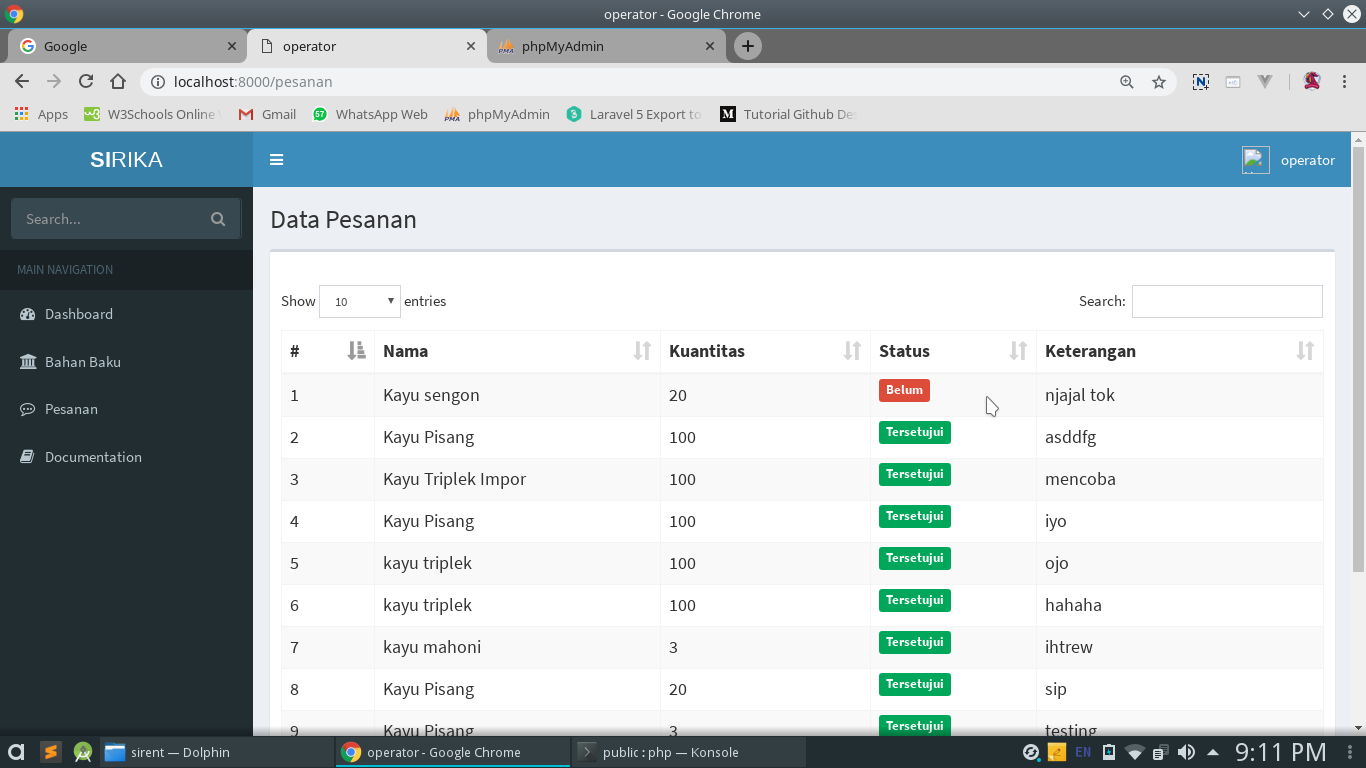 operator - Google Chrome
Google
operator
phpMyAdmin
localhost:8000/pesanan
Apps
W3Schools Online
Gmail
57
WhatsApp Web
phpMyAdmin
Laravel 5 Export to
M
Tutorial Github De
SIRIKA
operator
Search...
Data Pesanan
MAIN NAVIGATION
Dashboard
Bahan Baku
Pesanan
Documentation
Show 10 entries
Search:
# Nama Kuantitas Status Keterangan
1 Kayu sengon 20 Belum njajal tok
2 Kayu Pisang 100 Tersetujui asddfg
3 Kayu Triplek Impor 100 Tersetujui mencoba
4 Kayu Pisang 100 Tersetujui iyo
5 kayu triplek 100 Tersetujui ojo
6 kayu triplek 100 Tersetujui hahaha
7 kayu mahoni 3 Tersetujui ihtrew
8 Kayu Pisang 20 Tersetujui sip
9 Kayu Pisang 3 Tersetujui testing
sirent — Dolphin
operator - Google Chrome
public : php — Konsole
EN
9:11 PM